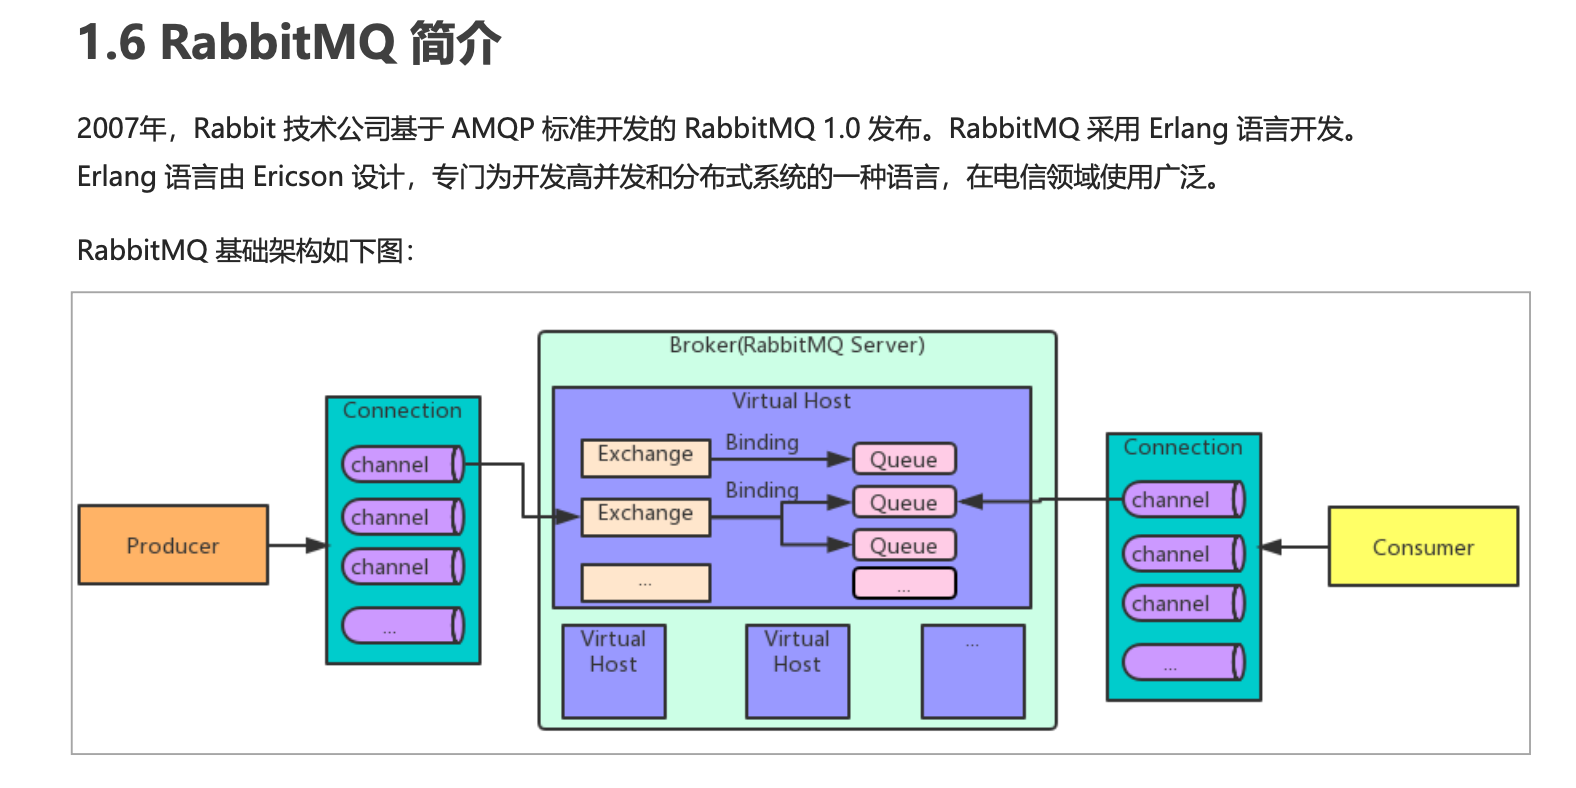 1.6 RabbitMQ 简介
2007年，Rabbit 技术公司基于 AMQP 标准开发的 RabbitMQ 1.0 发布。RabbitMQ 采用 Erlang 语言开发。
Erlang 语言由 Ericson 设计，专门为开发高并发和分布式系统的一种语言，在电信领域使用广泛。
RabbitMQ 基础架构如下图：
Producer
Connection
channel
channel
channel
...
Broker(RabbitMQ Server)
Virtual Host
Exchange
Binding
Queue
Exchange
Binding
Queue
Queue
...
...
Virtual
Host
Virtual
Host
...
Connection
channel
channel
channel
...
Consumer